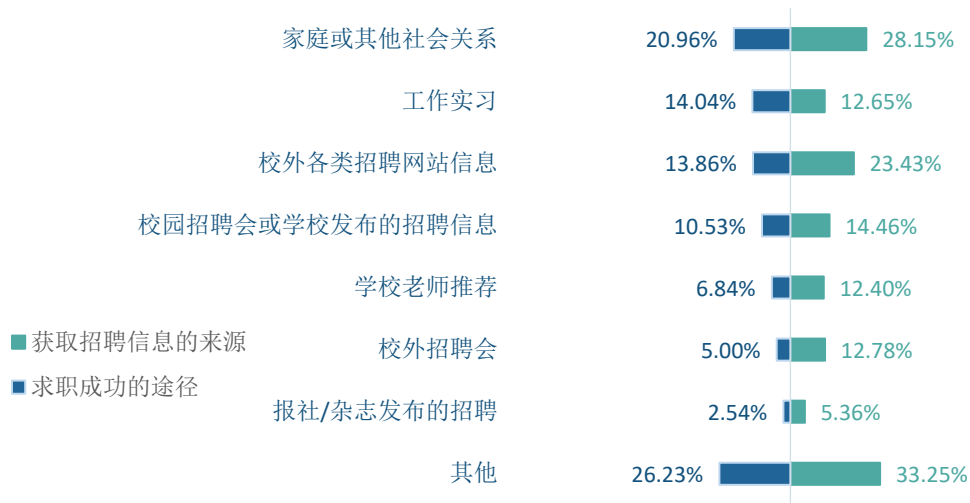 家庭或其他社会关系 20.96% 28.15%
工作实习 14.04% 12.65%
校外各类招聘网站信息 13.86% 23.43%
校园招聘会或学校发布的招聘信息 10.53% 14.46%
学校老师推荐 6.84% 12.40%
获取招聘信息的来源
校外招聘会 5.00% 12.78%
求职成功的途径
报社/杂志发布的招聘 2.54% 5.36%
其他 26.23% 33.25%